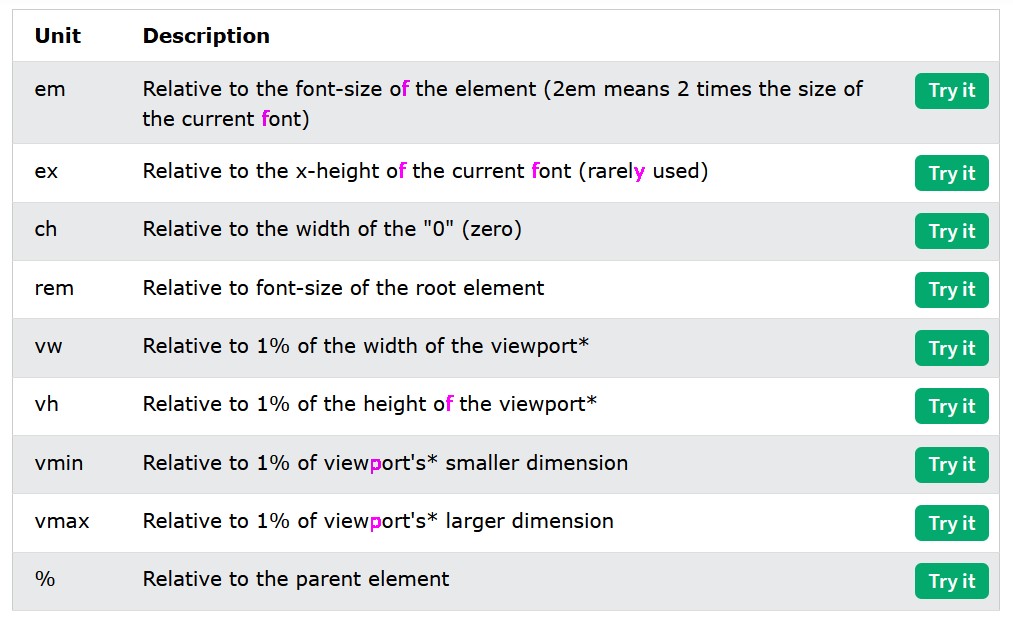 Unit Description
em Relative to the font-size of the element (2em means 2 times the size of Try it
the current font)
ex Relative to the x-height of the current font (rarely used) Try it
ch Relative to the width of the "0" (zero) Try it
rem Relative to font-size of the root element Try it
vw Relative to 1% of the width of the viewport* Try it
vh Relative to 1% of the height of the viewport* Try it
vmin Relative to 1% of viewport's* smaller dimension Try it
vmax Relative to 1% of viewport's* larger dimension Try it
% Relative to the parent element Try it